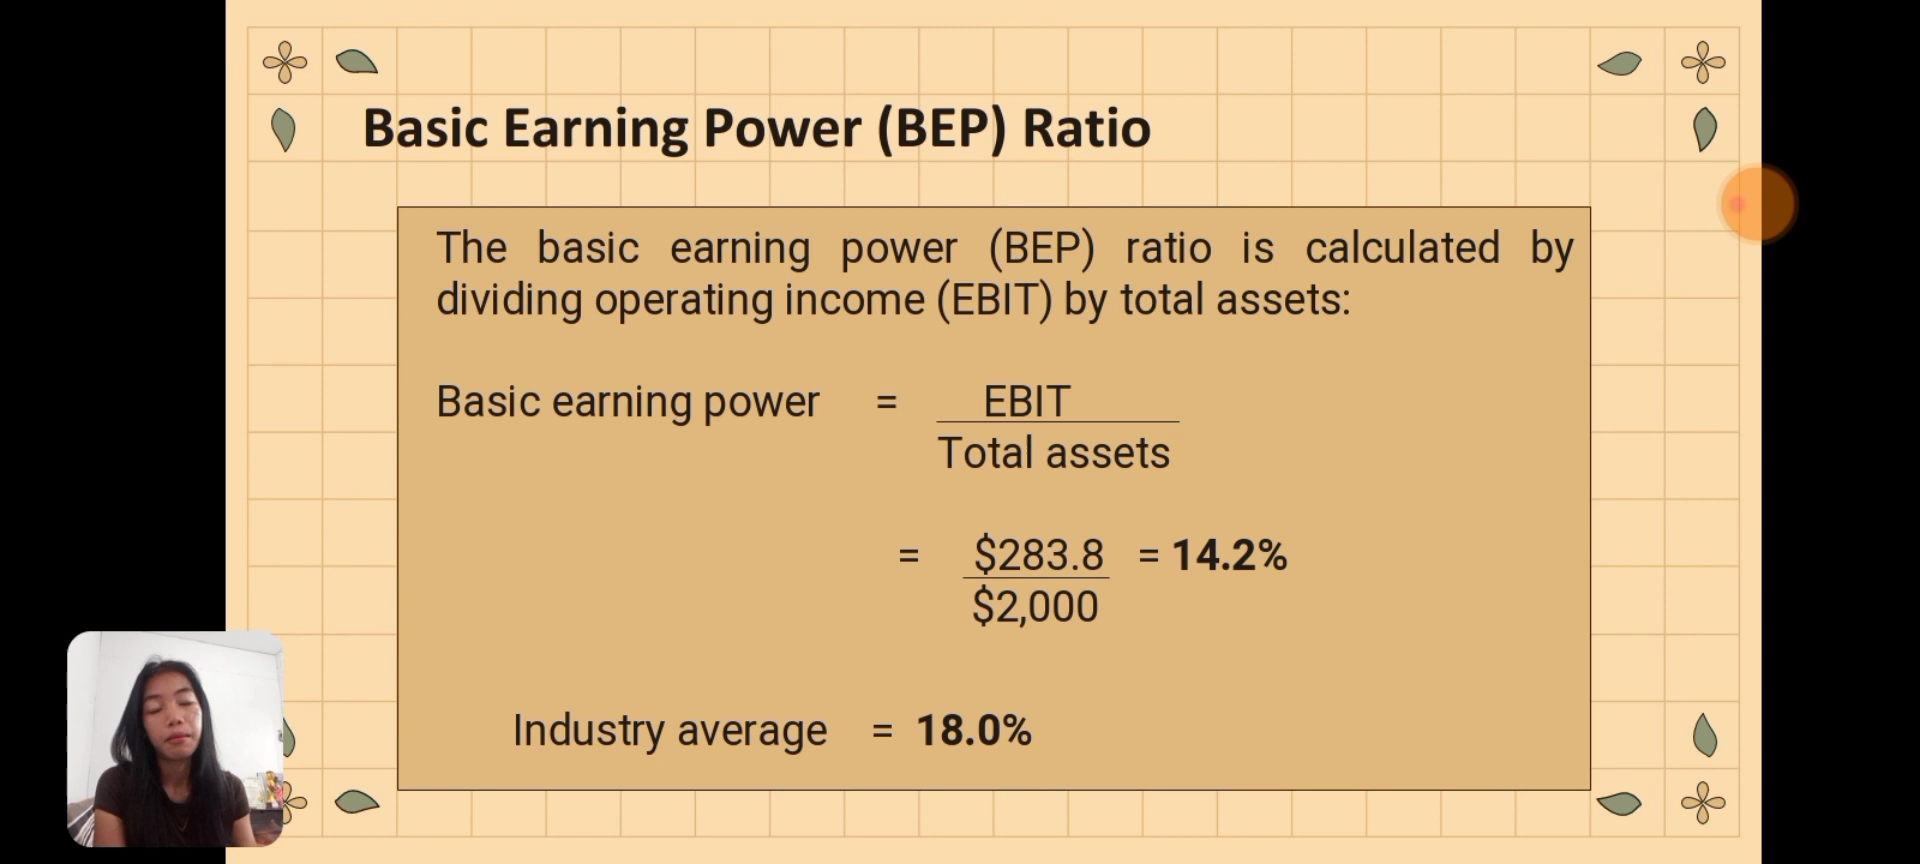 Basic Earning Power (BEP) Ratio
The basic earning power (BEP) ratio is calculated by
dividing operating income (EBIT) by total assets:
Basic earning power = EBIT
Total assets
= $283.8 = 14.2%
$2,000
Industry average = 18.0%